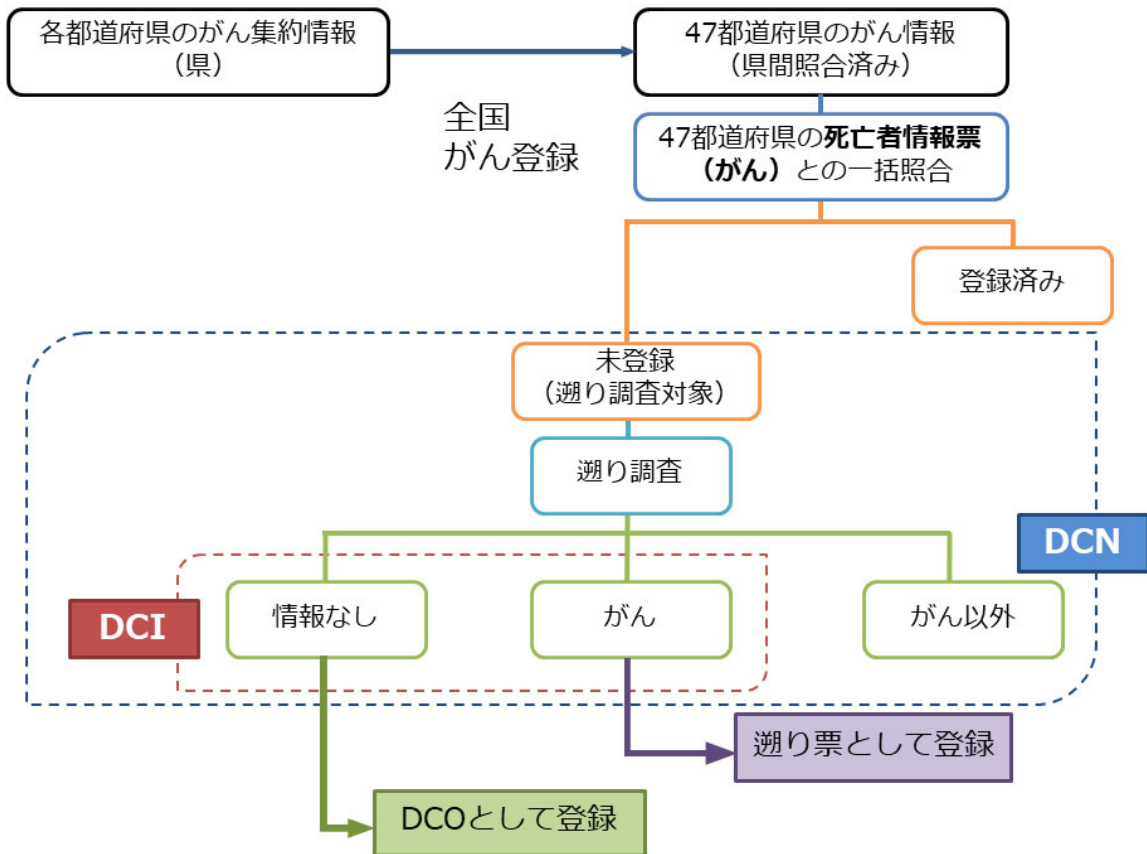 各都道府県のがん集約情報
（県）
47都道府県のがん情報
（県間照合済み）
全国
がん登録
47都道府県の死亡者情報票
（がん）との一括照合
登録済み
未登録
（遡り調査対象）
遡り調査
DCN
DCI
情報なし
がん
がん以外
遡り票として登録
DCOとして登録